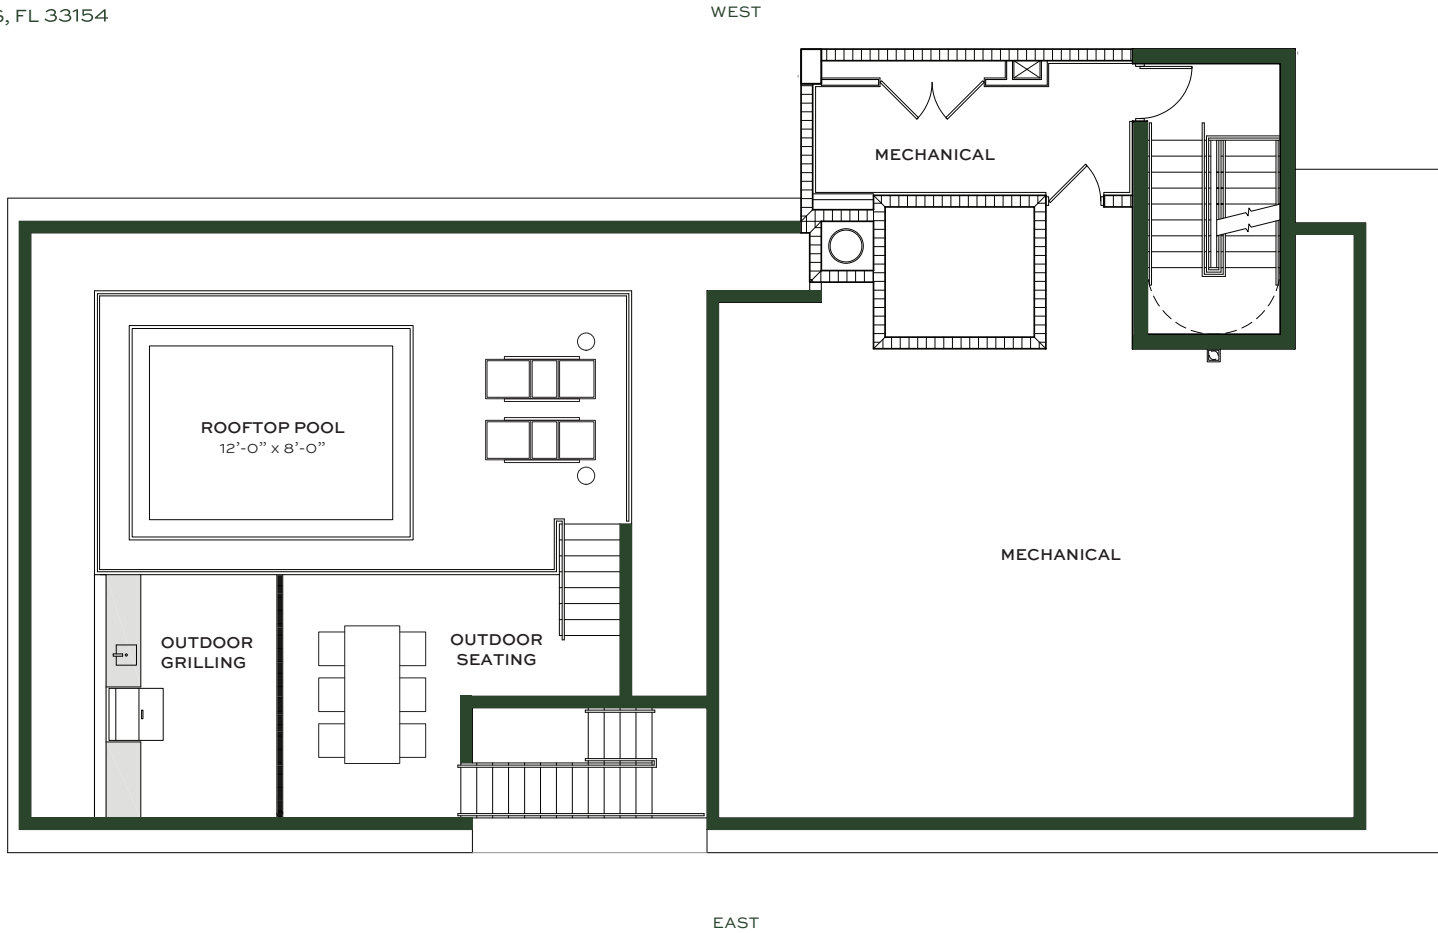 S, FL 33154
WEST
MECHANICAL
ROOFTOP POOL
12’-0” x 8’-0”
MECHANICAL
OUTDOOR
GRILLING
OUTDOOR
SEATING
EAST